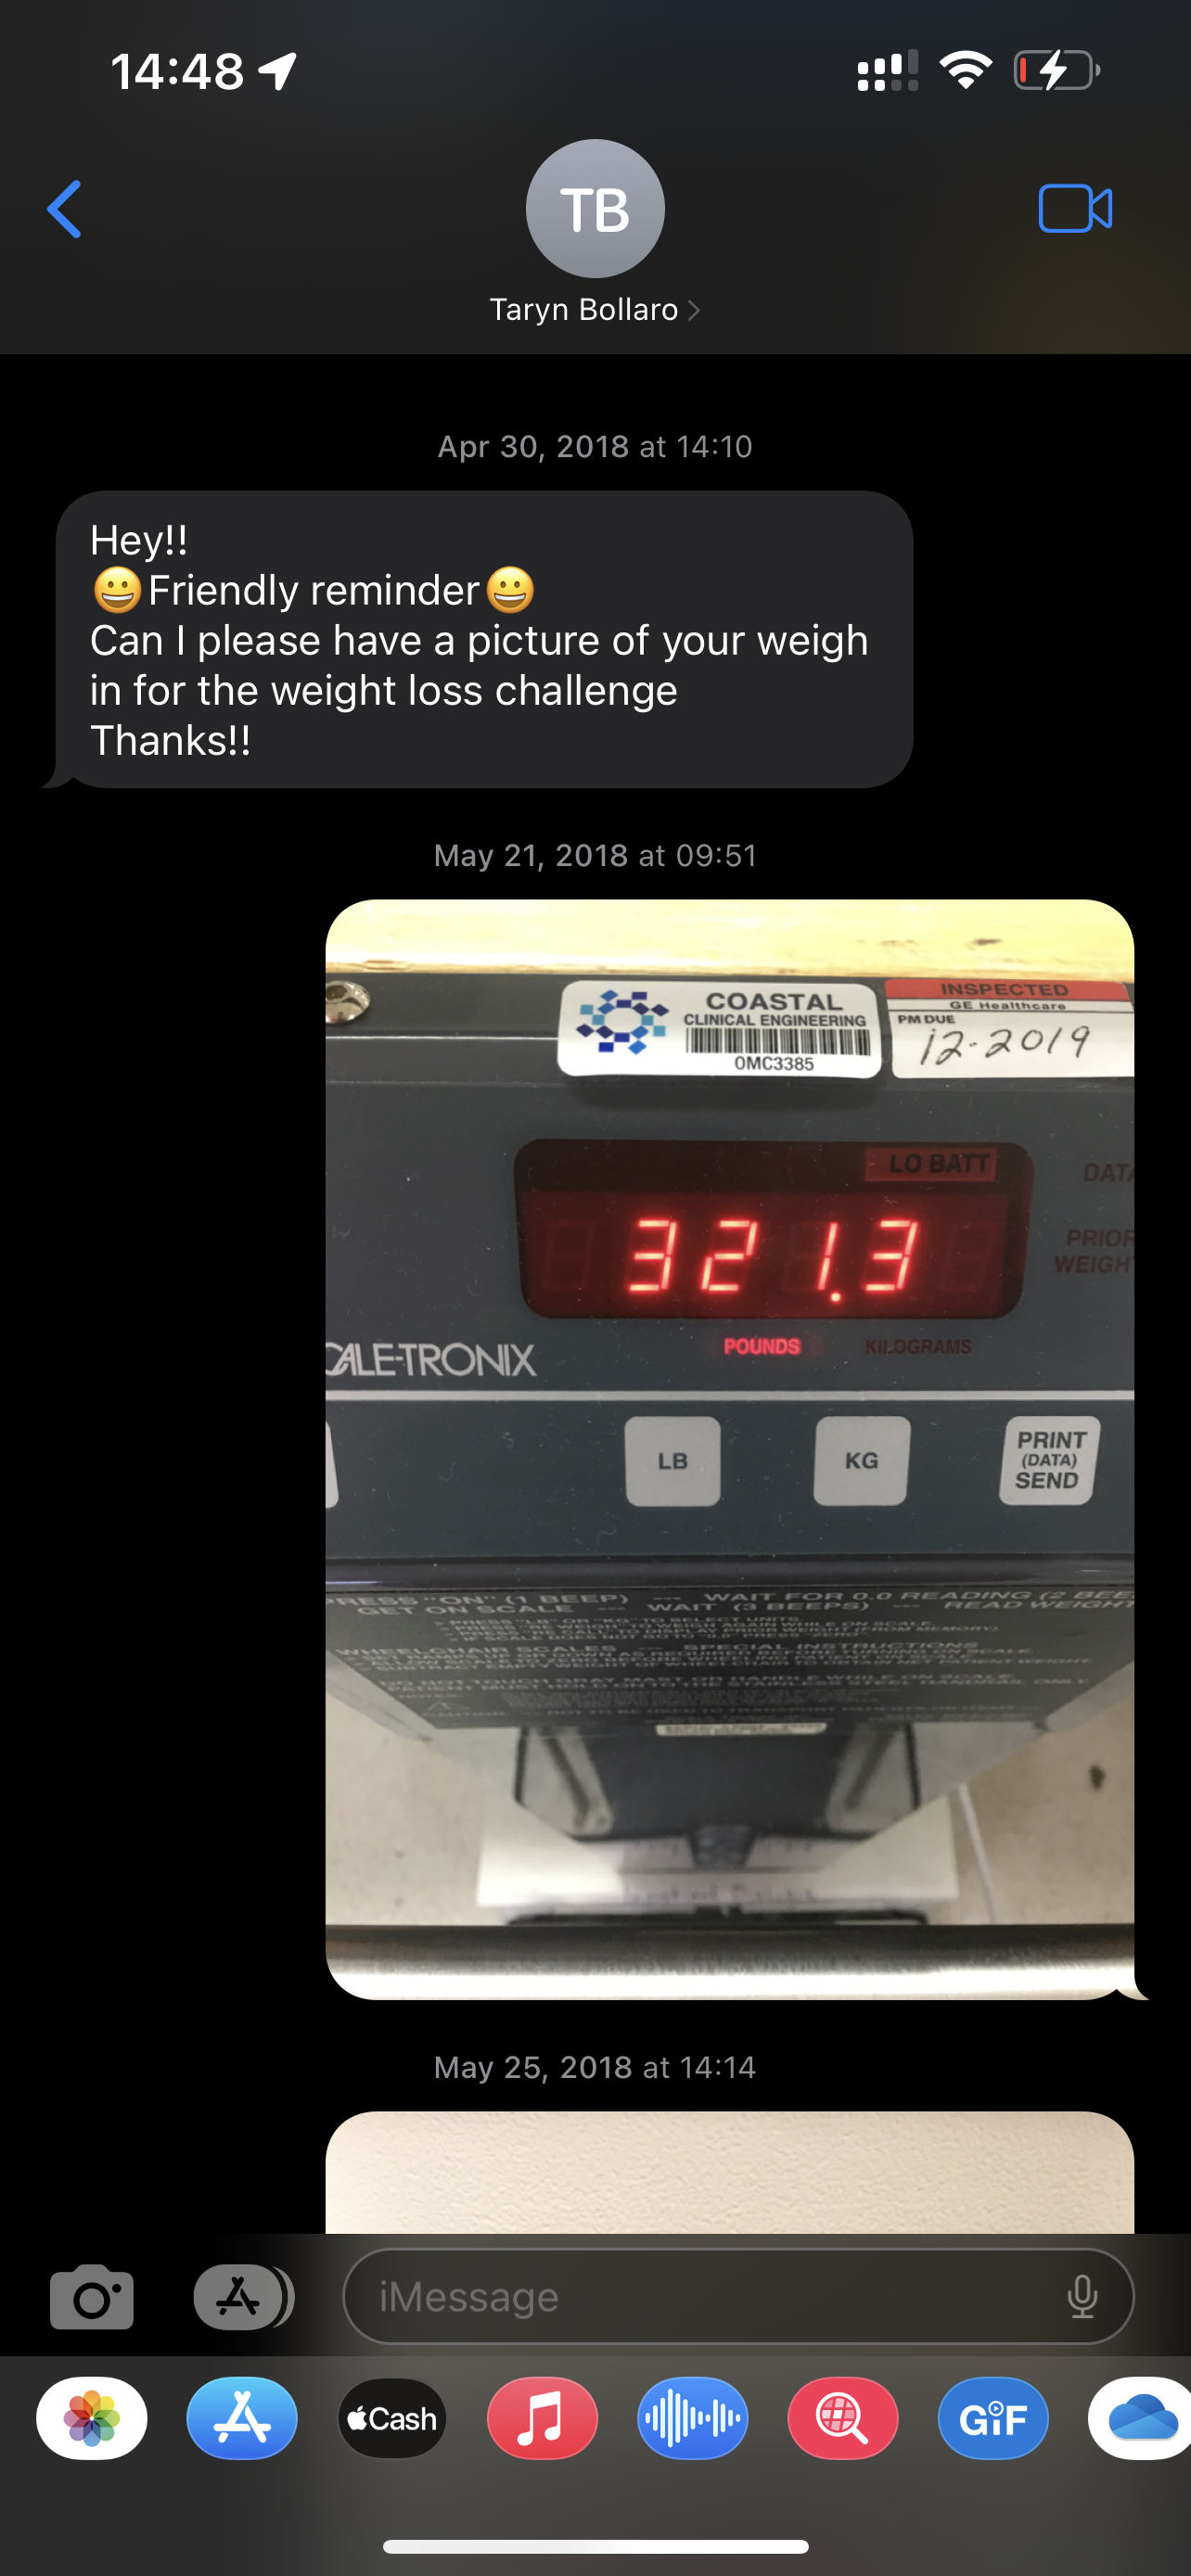 14:48
TB
Taryn Bollaro
Apr 30, 2018 at 14:10
Hey!!
😀Friendly reminder😀
Can I please have a picture of your weigh
in for the weight loss challenge
Thanks!!
May 21, 2018 at 09:51
COASTAL
CLINICAL ENGINEERING
OMC3385
INSPECTED
GE Healthcare
PM DUE
12-2019
LO BATT
DATA
321.3
PRIOR
WEIGHT
POUNDS KILOGRAMS
ALE-TRONIX
LB
KG
PRINT
(DATA)
SEND
PRESS "ON" (1 BEEP) --- WAIT FOR 0.0 READING (2 BEE
GET ON SCALE --- WAIT (3 BEEPS) --- READ WEIGHT
WHEELCHAIR SCALES --- SPECIAL INSTRUCTIONS
May 25, 2018 at 14:14
iMessage
Cash
GIF